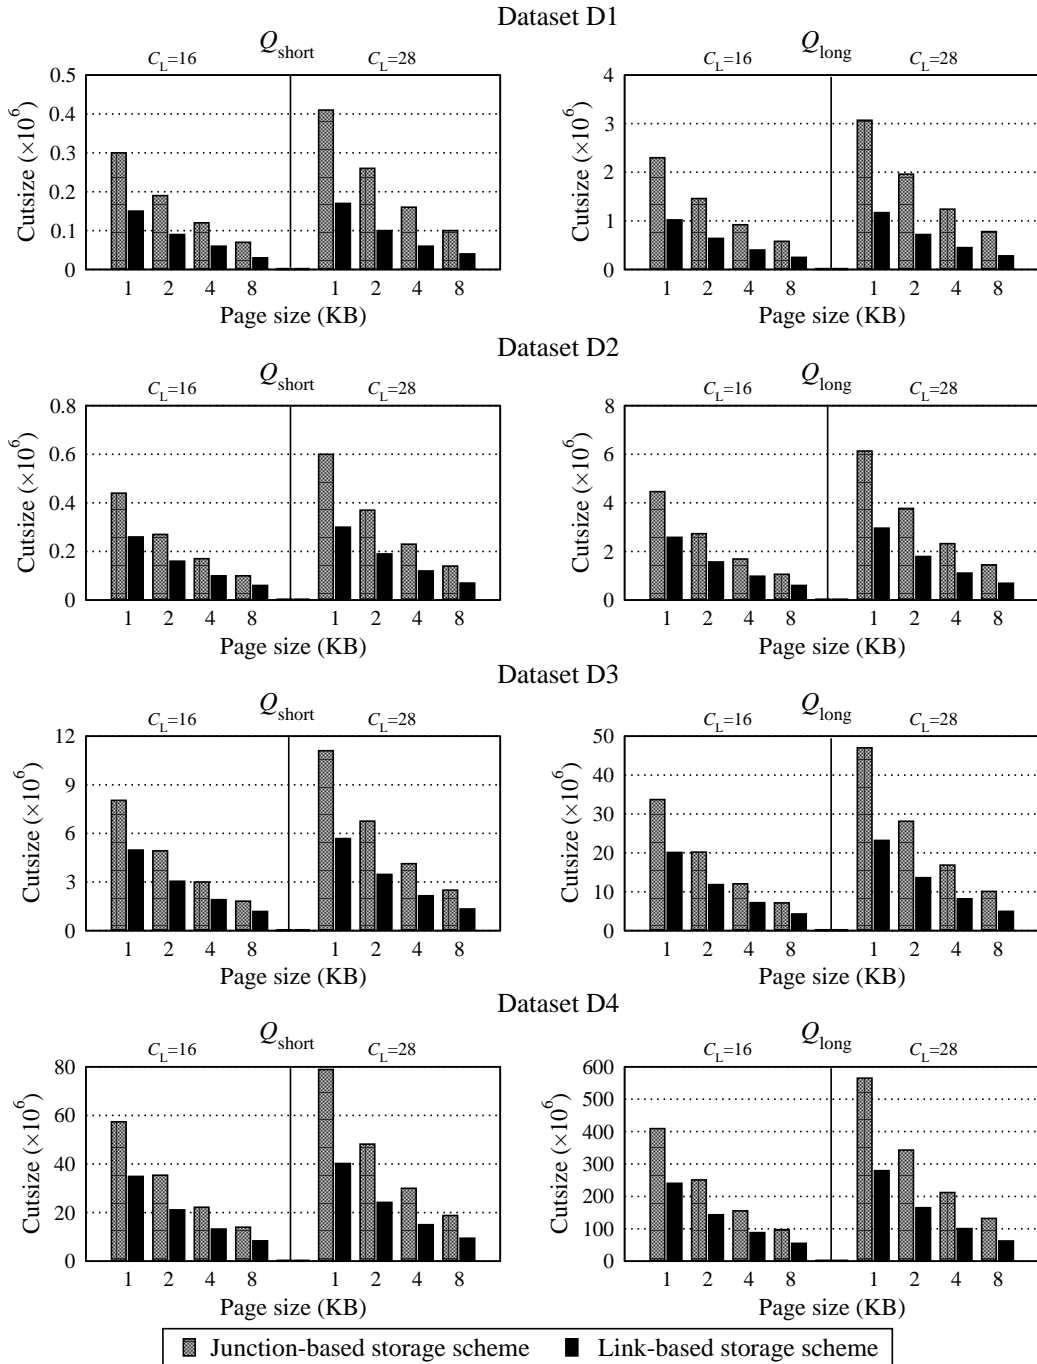 Dataset D1
Q_short Q_long
C_L=16 C_L=28 C_L=16 C_L=28
0.5 4
0.4
3
0.3
2
0.2
1
0.1
0 0
Cutsize (×10^6) Cutsize (×10^6)
1 2 4 8 1 2 4 8 1 2 4 8 1 2 4 8
Page size (KB) Page size (KB)
Dataset D2
Q_short Q_long
C_L=16 C_L=28 C_L=16 C_L=28
0.8 8
0.6 6
0.4 4
0.2 2
0 0
Cutsize (×10^6) Cutsize (×10^6)
1 2 4 8 1 2 4 8 1 2 4 8 1 2 4 8
Page size (KB) Page size (KB)
Dataset D3
Q_short Q_long
C_L=16 C_L=28 C_L=16 C_L=28
12 50
40
9
30
6
20
3
10
0 0
Cutsize (×10^6) Cutsize (×10^6)
1 2 4 8 1 2 4 8 1 2 4 8 1 2 4 8
Page size (KB) Page size (KB)
Dataset D4
Q_short Q_long
C_L=16 C_L=28 C_L=16 C_L=28
80 600
500
60
400
40 300
200
20
100
0 0
Cutsize (×10^6) Cutsize (×10^6)
1 2 4 8 1 2 4 8 1 2 4 8 1 2 4 8
Page size (KB) Page size (KB)
Junction-based storage scheme Link-based storage scheme